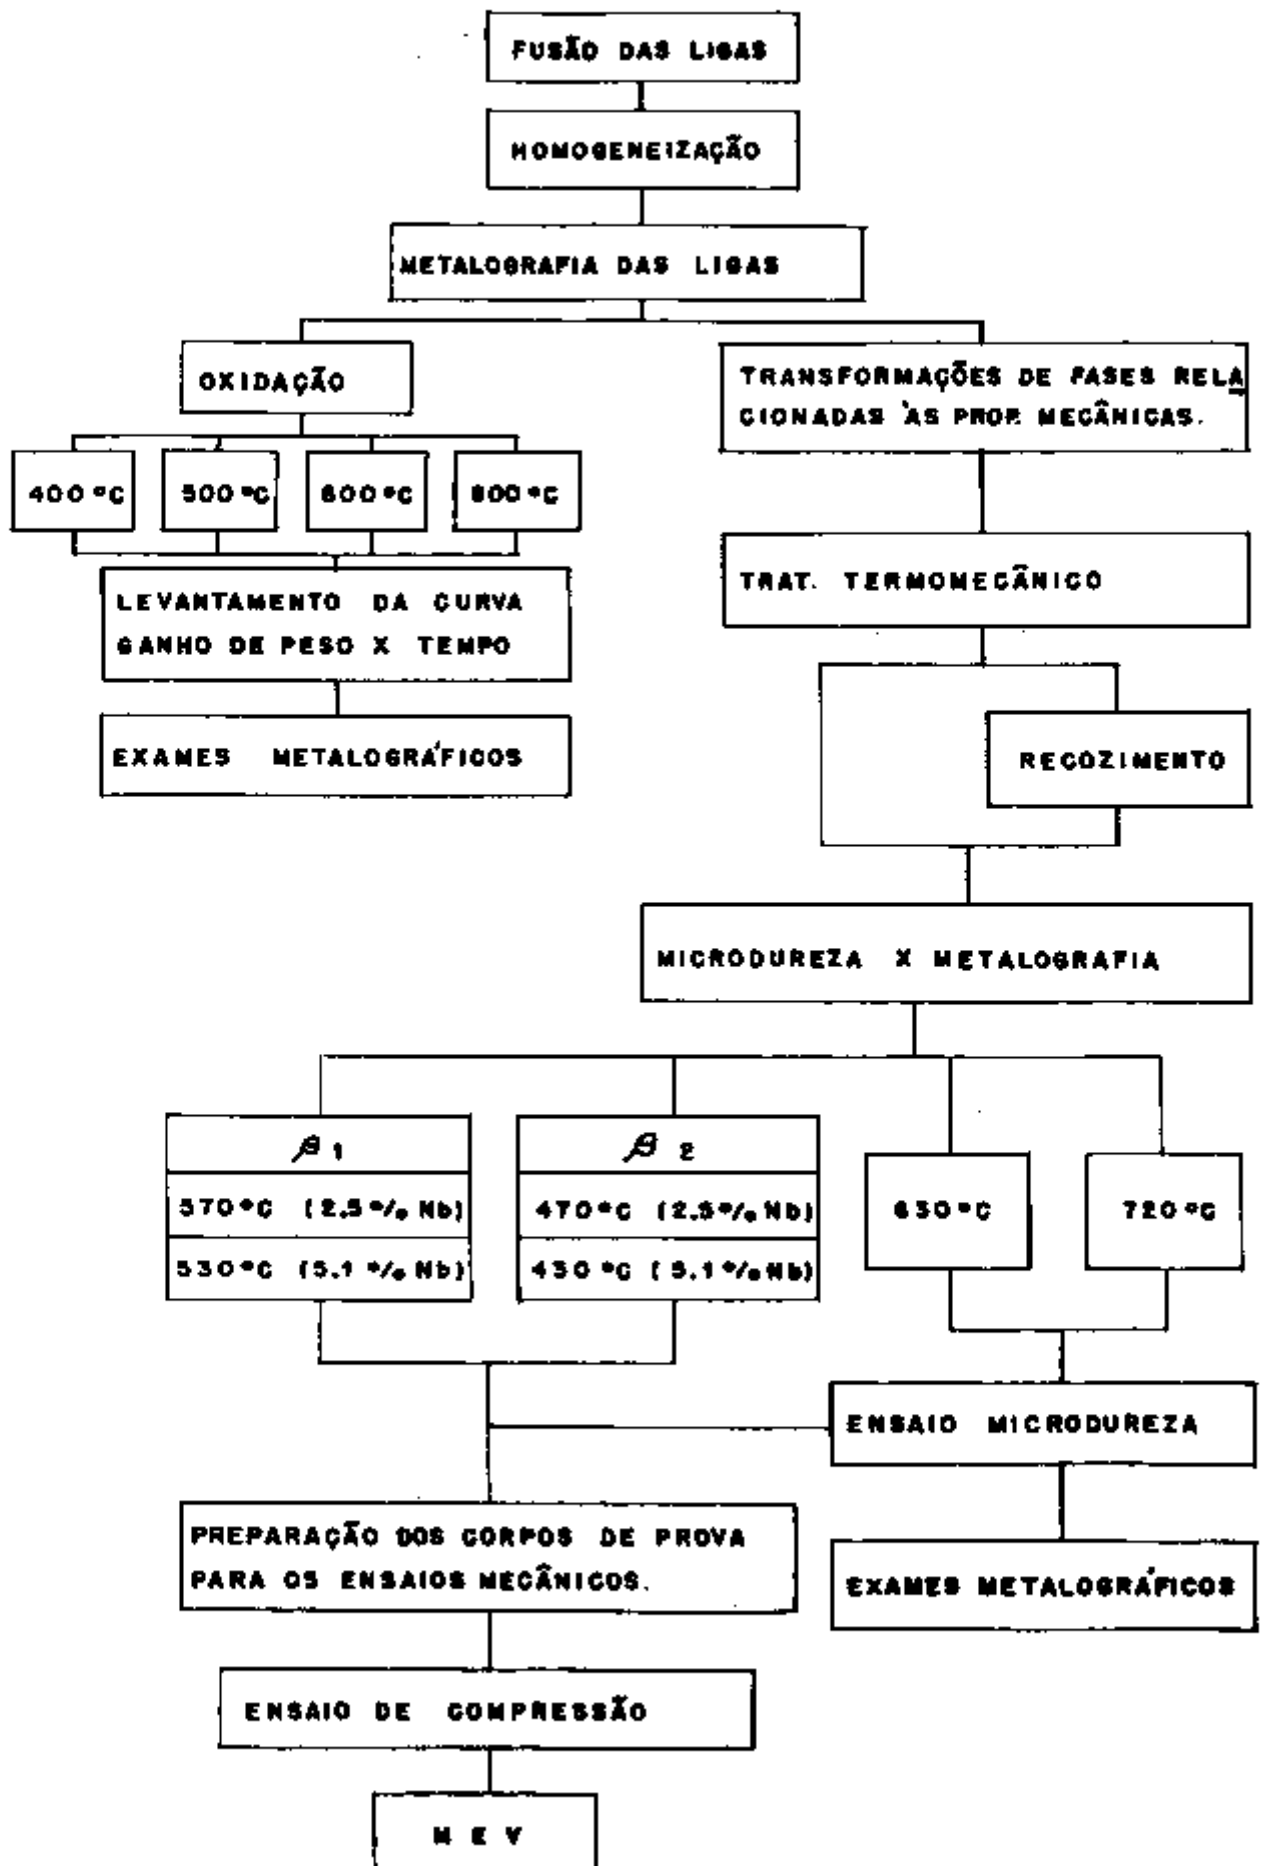 FUSÃO DAS LIGAS
HOMOGENEIZAÇÃO
METALOGRAFIA DAS LIGAS
OXIDAÇÃO
TRANSFORMAÇÕES DE FASES RELA
CIONADAS ÀS PROP. MECÂNICAS.
400 °C
500 °C
600 °C
800 °C
LEVANTAMENTO DA CURVA
GANHO DE PESO X TEMPO
EXAMES METALOGRÁFICOS
TRAT. TERMOMECÂNICO
RECOZIMENTO
MICRODUREZA X METALOGRAFIA
β 1
570 °C (2.5 % Nb)
530 °C (5.1 % Nb)
β 2
470 °C (2.5 % Nb)
430 °C (5.1 % Nb)
630 °C
720 °C
ENSAIO MICRODUREZA
EXAMES METALOGRÁFICOS
PREPARAÇÃO DOS CORPOS DE PROVA
PARA OS ENSAIOS MECÂNICOS.
ENSAIO DE COMPRESSÃO
M E V